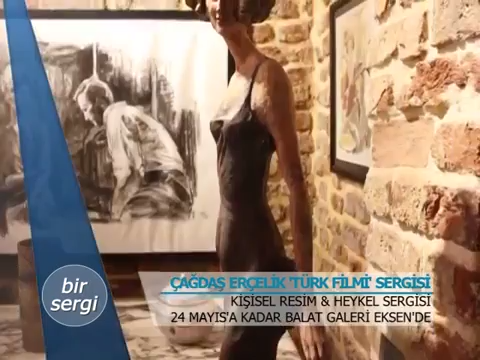 bir
sergi
ÇAĞDAŞ ERÇELİK 'TÜRK FİLMİ' SERGİSİ
KİŞİSEL RESİM & HEYKEL SERGİSİ
24 MAYIS'A KADAR BALAT GALERİ EKSEN'DE